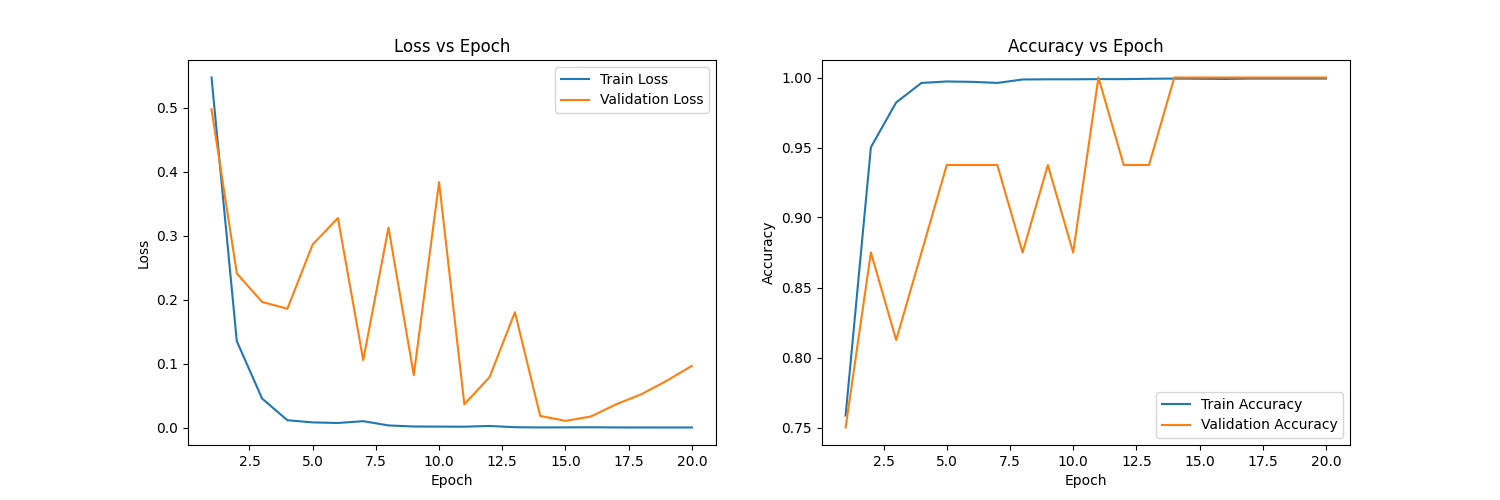 Loss vs Epoch
Train Loss
Validation Loss
0.5
0.4
0.3
0.2
0.1
0.0
Loss
2.5 5.0 7.5 10.0 12.5 15.0 17.5 20.0
Epoch
Accuracy vs Epoch
1.00
0.95
0.90
0.85
0.80
0.75
Accuracy
Train Accuracy
Validation Accuracy
2.5 5.0 7.5 10.0 12.5 15.0 17.5 20.0
Epoch